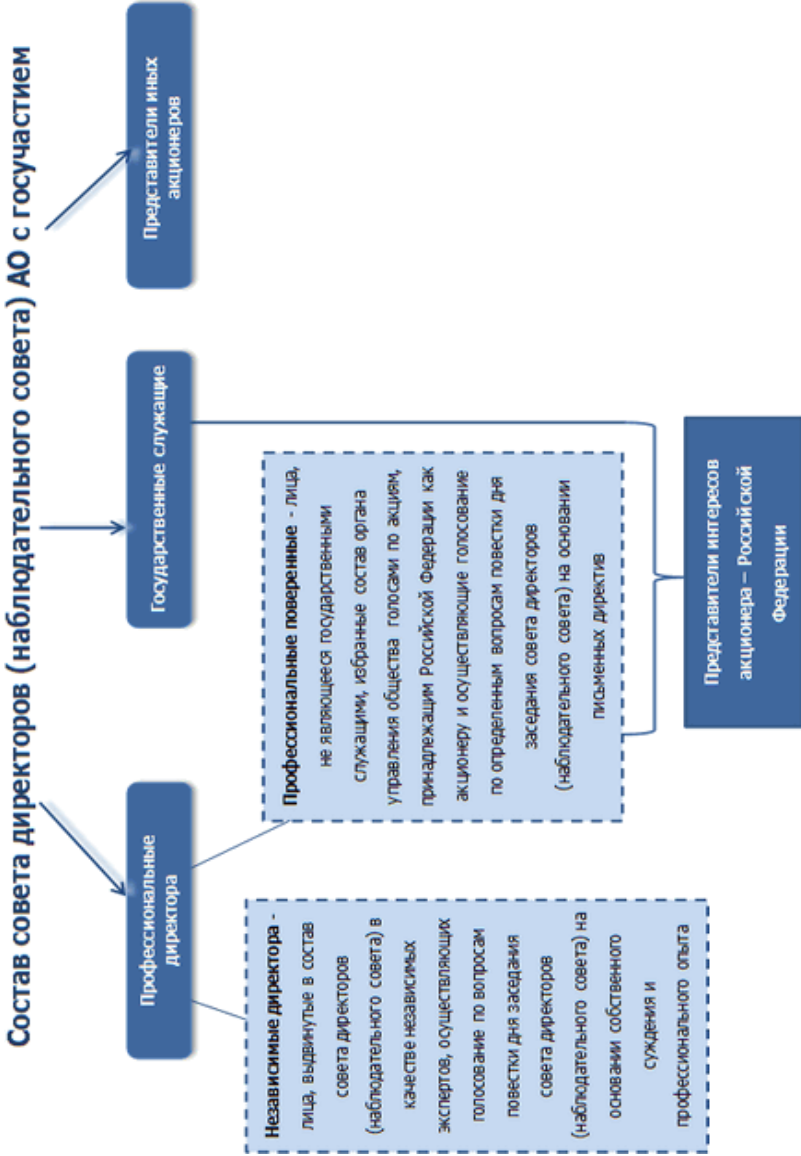 Состав совета директоров (наблюдательного совета) АО с госучастием
Профессиональные
директора
Государственные служащие
Представители иных
акционеров
Независимые директора -
лица, выдвинутые в состав
совета директоров
(наблюдательного совета) в
качестве независимых
экспертов, осуществляющих
голосование по вопросам
повестки дня заседания
совета директоров
(наблюдательного совета) на
основании собственного
суждения и
профессионального опыта
Профессиональные поверенные - лица,
не являющееся государственными
служащими, избранные состав органа
управления общества голосами по акциям,
принадлежащим Российской Федерации как
акционеру и осуществляющие голосование
по определенным вопросам повестки дня
заседания совета директоров
(наблюдательного совета) на основании
письменных директив
Представители интересов
акционера – Российской
Федерации